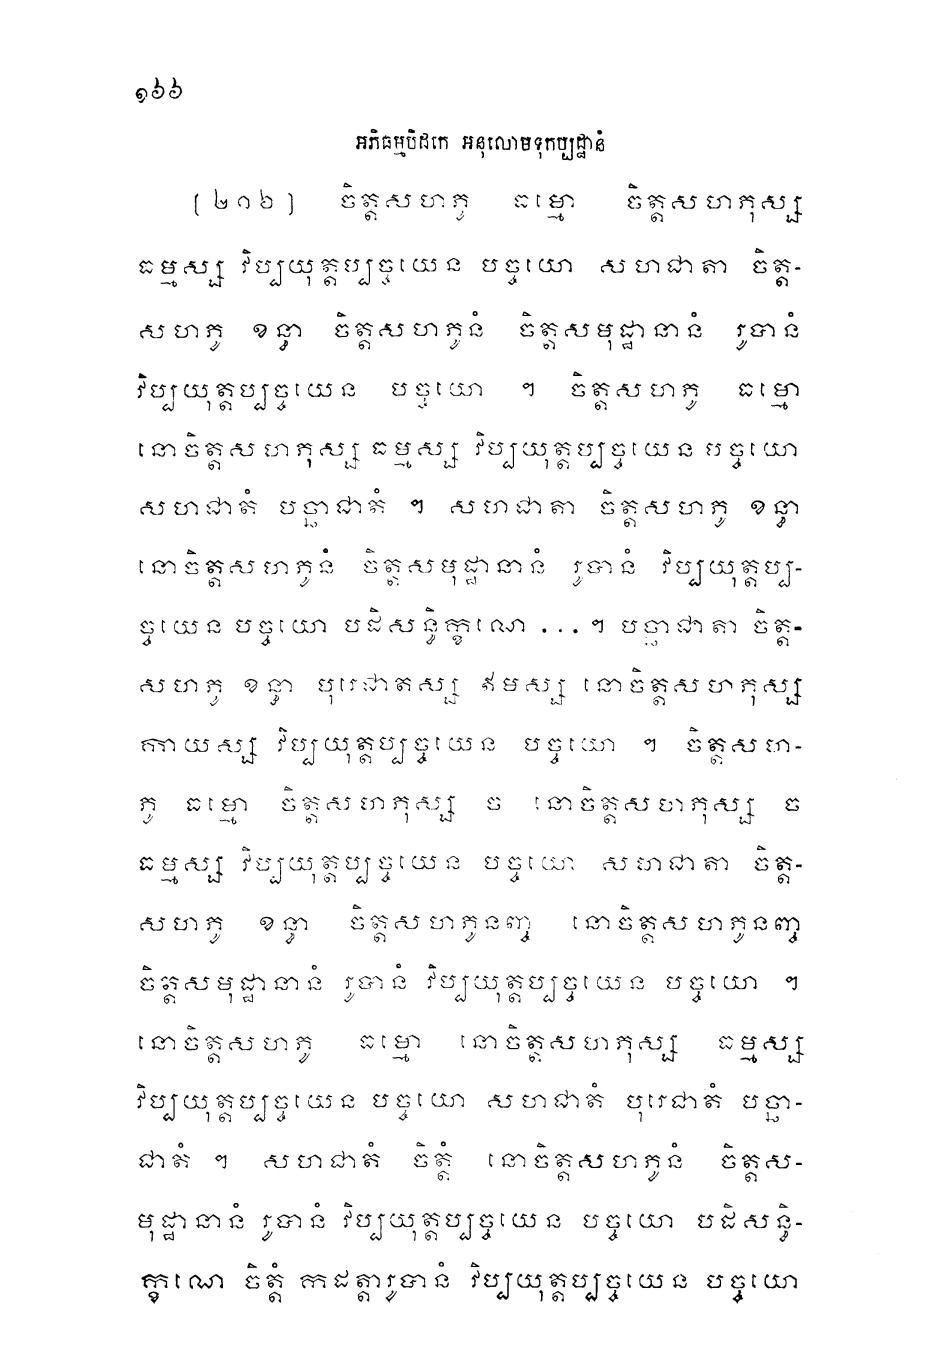 ១៦៦
អភិធម្មបិដកេ អនុលោមទុកប្បដ្ឋានំ
(២១៦) ចិត្តសហភូ ធម្មោ ចិត្តសហភុស្ស
ធម្មស្ស វិប្បយុត្តប្បច្ចយេន បច្ចយោ សហជាតា ចិត្ត-
សហភូ ខន្ធា ចិត្តសហភូនំ ចិត្តសមុដ្ឋានានំ រូបានំ
វិប្បយុត្តប្បច្ចយេន បច្ចយោ ។ ចិត្តសហភូ ធម្មោ
នោចិត្តសហភុស្ស ធម្មស្ស វិប្បយុត្តប្បច្ចយេន បច្ចយោ
សហជាតំ បច្ឆាជាតំ ។ សហជាតា ចិត្តសហភូ ខន្ធា
នោចិត្តសហភូនំ ចិត្តសមុដ្ឋានានំ រូបានំ វិប្បយុត្តប្ប-
ច្ចយេន បច្ចយោ បដិសន្ធិក្ខណេ ...។ បច្ឆាជាតា ចិត្ត-
សហភូ ខន្ធា បុរេជាតស្ស ឥមស្ស នោចិត្តសហភុស្ស
កាយស្ស វិប្បយុត្តប្បច្ចយេន បច្ចយោ ។ ចិត្តសហ-
ភូ ធម្មោ ចិត្តសហភុស្ស ច នោចិត្តសហភុស្ស ច
ធម្មស្ស វិប្បយុត្តប្បច្ចយេន បច្ចយោ សហជាតា ចិត្ត-
សហភូ ខន្ធា ចិត្តសហភូនញ្ច នោចិត្តសហភូនញ្ច
ចិត្តសមុដ្ឋានានំ រូបានំ វិប្បយុត្តប្បច្ចយេន បច្ចយោ ។
នោចិត្តសហភូ ធម្មោ នោចិត្តសហភុស្ស ធម្មស្ស
វិប្បយុត្តប្បច្ចយេន បច្ចយោ សហជាតំ បុរេជាតំ បច្ឆា-
ជាតំ ។ សហជាតំ ចិត្តំ នោចិត្តសហភូនំ ចិត្តស-
មុដ្ឋានានំ រូបានំ វិប្បយុត្តប្បច្ចយេន បច្ចយោ បដិសន្ធិ-
ក្ខណេ ចិត្តំ កដត្តារូបានំ វិប្បយុត្តប្បច្ចយេន បច្ចយោ